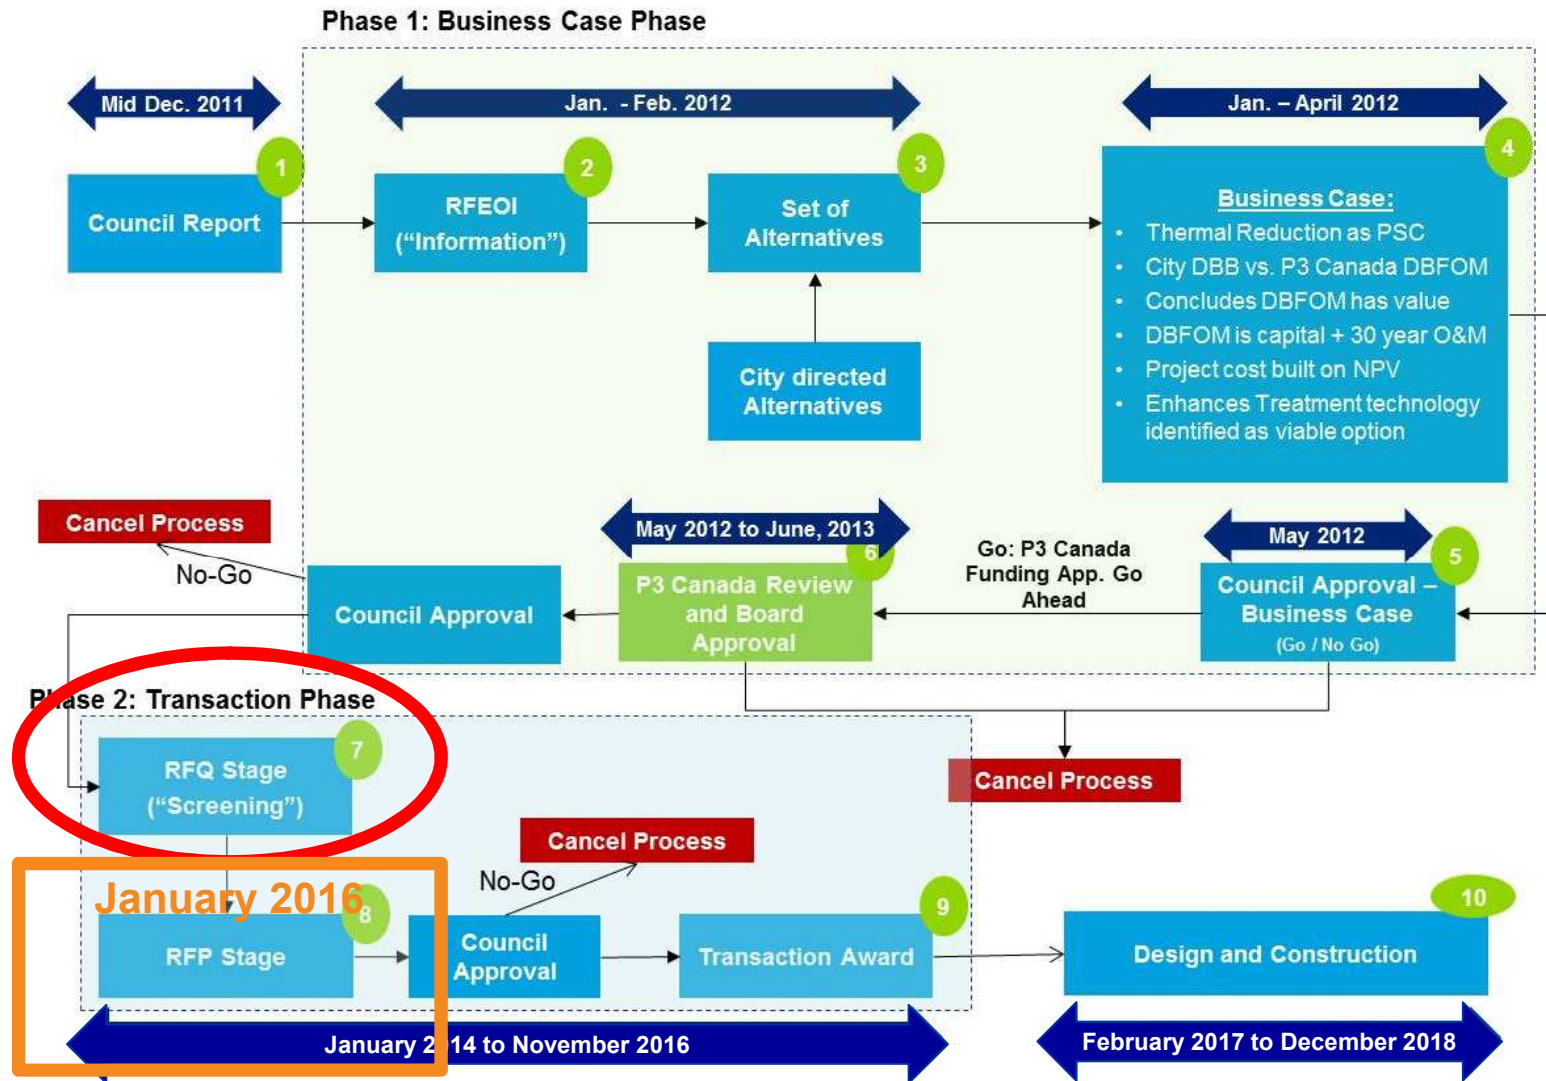 Phase 1: Business Case Phase
Mid Dec. 2011
Jan. - Feb. 2012
Jan. – April 2012
1
2
3
4
Council Report
RFEOI
(“Information”)
Set of
Alternatives
City directed
Alternatives
Business Case:
• Thermal Reduction as PSC
• City DBB vs. P3 Canada DBFOM
• Concludes DBFOM has value
• DBFOM is capital + 30 year O&M
• Project cost built on NPV
• Enhances Treatment technology
identified as viable option
Cancel Process
No-Go
Council Approval
May 2012 to June, 2013
6
P3 Canada Review
and Board
Approval
Go: P3 Canada
Funding App. Go
Ahead
May 2012
5
Council Approval –
Business Case
(Go / No Go)
Cancel Process
Phase 2: Transaction Phase
7
RFQ Stage
(“Screening”)
January 2016
8
RFP Stage
Cancel Process
No-Go
Council
Approval
9
Transaction Award
10
Design and Construction
January 2014 to November 2016
February 2017 to December 2018